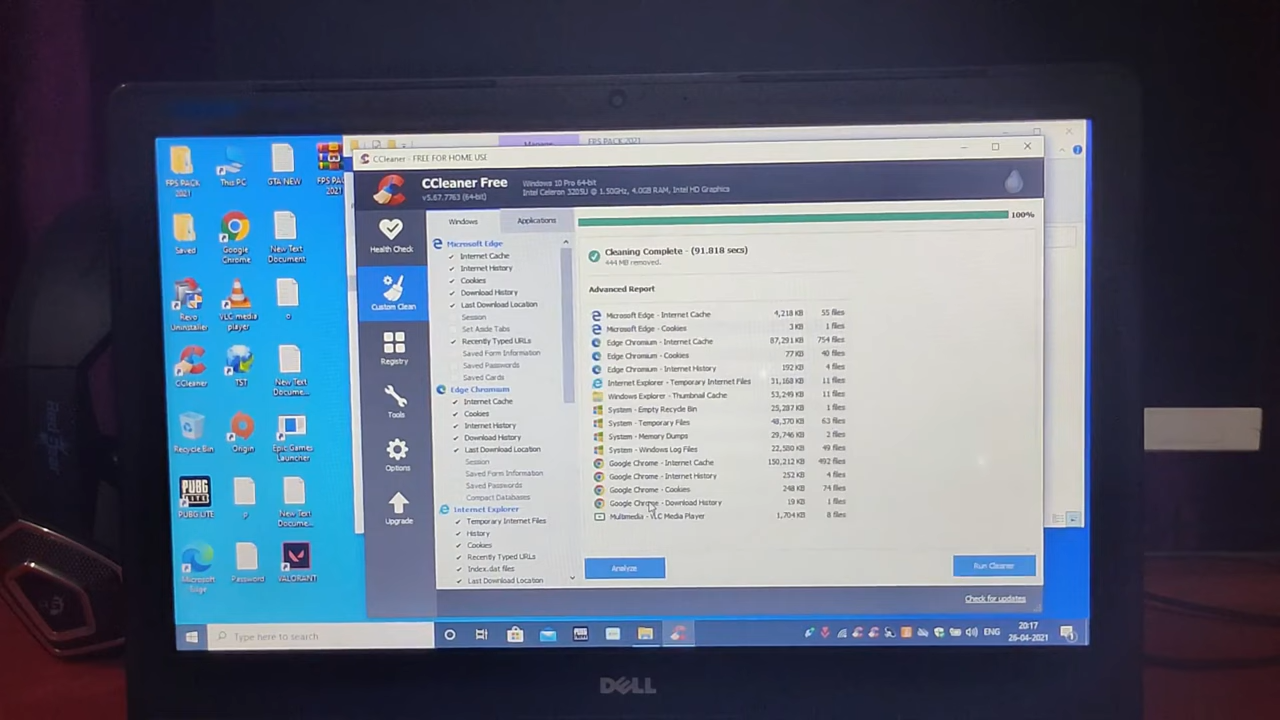 FPS PACK 2021
Manage
CCleaner - FREE FOR HOME USE
CCleaner Free
v5.67.7763 (64-bit)
Windows 10 Pro 64-bit
Intel Celeron 3205U @ 1.50GHz, 4.0GB RAM, Intel HD Graphics
Health Check
Custom Clean
Registry
Tools
Options
Upgrade
Windows
Applications
Microsoft Edge
Internet Cache
Internet History
Cookies
Download History
Last Download Location
Session
Set Aside Tabs
Recently Typed URLs
Saved Form Information
Saved Passwords
Saved Cards
Edge Chromium
Internet Cache
Cookies
Internet History
Download History
Last Download Location
Session
Saved Form Information
Saved Passwords
Compact Databases
Internet Explorer
Temporary Internet Files
History
Cookies
Recently Typed URLs
Index.dat files
Last Download Location
100%
Cleaning Complete - (91.818 secs)
444 MB removed.
Advanced Report
Microsoft Edge - Internet Cache 4,218 KB 55 files
Microsoft Edge - Cookies 3 KB 1 files
Edge Chromium - Internet Cache 87,291 KB 754 files
Edge Chromium - Cookies 77 KB 40 files
Edge Chromium - Internet History 192 KB 4 files
Internet Explorer - Temporary Internet Files 31,168 KB 11 files
Windows Explorer - Thumbnail Cache 53,249 KB 11 files
System - Empty Recycle Bin 25,287 KB 1 files
System - Temporary Files 48,370 KB 63 files
System - Memory Dumps 29,746 KB 2 files
System - Windows Log Files 22,580 KB 49 files
Google Chrome - Internet Cache 150,212 KB 492 files
Google Chrome - Internet History 252 KB 4 files
Google Chrome - Cookies 248 KB 74 files
Google Chrome - Download History 19 KB 1 files
Multimedia - VLC Media Player 1,704 KB 8 files
Analyze
Run Cleaner
Check for updates
FPS PACK
2021
This PC
GTA NEW
FPS PA
2021
Saved
Google
Chrome
New Text
Document
Revo
Uninstaller
VLC media
player
CCleaner
TST
New Text
Docume...
Recycle Bin
Origin
Epic Games
Launcher
PUBG LITE
New Text
Docume...
Microsoft
Edge
Password
VALORANT
Type here to search
ENG
20:17
26-04-2021
DELL